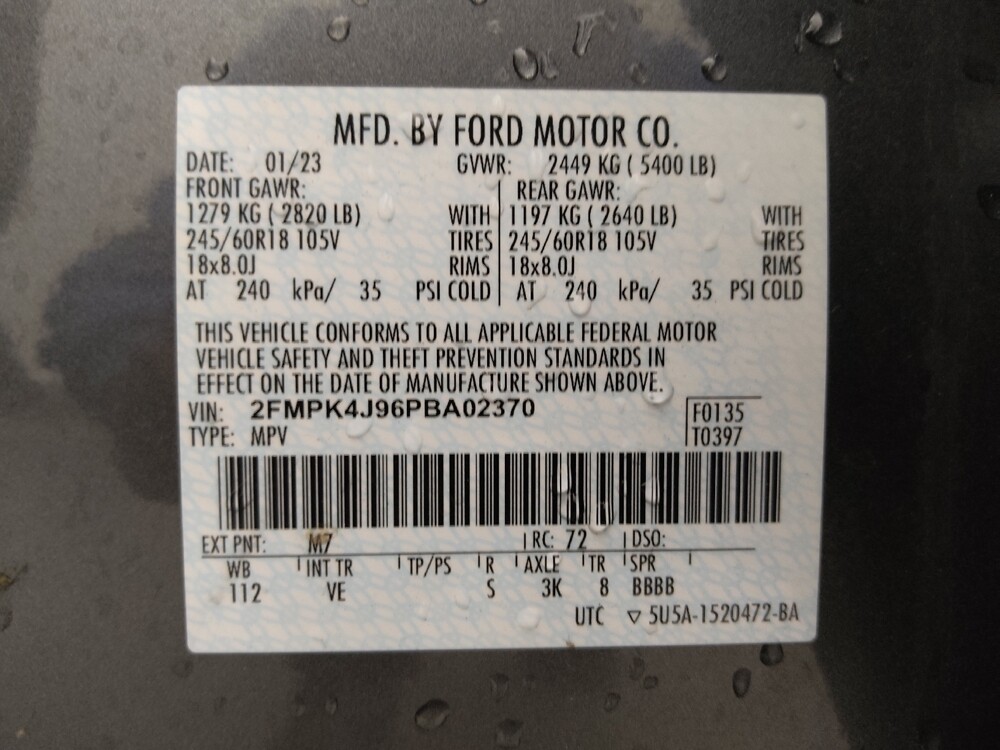 MFD. BY FORD MOTOR CO.
DATE: 01/23 GVWR: 2449 KG ( 5400 LB)
FRONT GAWR: REAR GAWR:
1279 KG ( 2820 LB) WITH 1197 KG ( 2640 LB) WITH
245/60R18 105V TIRES 245/60R18 105V TIRES
18x8.0J RIMS 18x8.0J RIMS
AT 240 kPa/ 35 PSI COLD AT 240 kPa/ 35 PSI COLD
THIS VEHICLE CONFORMS TO ALL APPLICABLE FEDERAL MOTOR
VEHICLE SAFETY AND THEFT PREVENTION STANDARDS IN
EFFECT ON THE DATE OF MANUFACTURE SHOWN ABOVE.
VIN: 2FMPK4J96PBA02370 F0135
TYPE: MPV T0397
EXT PNT: M7 RC: 72 DSO:
WB INT TR TP/PS R AXLE TR SPR
112 VE S 3K 8 BBBB
UTC ▽ 5U5A-1520472-BA